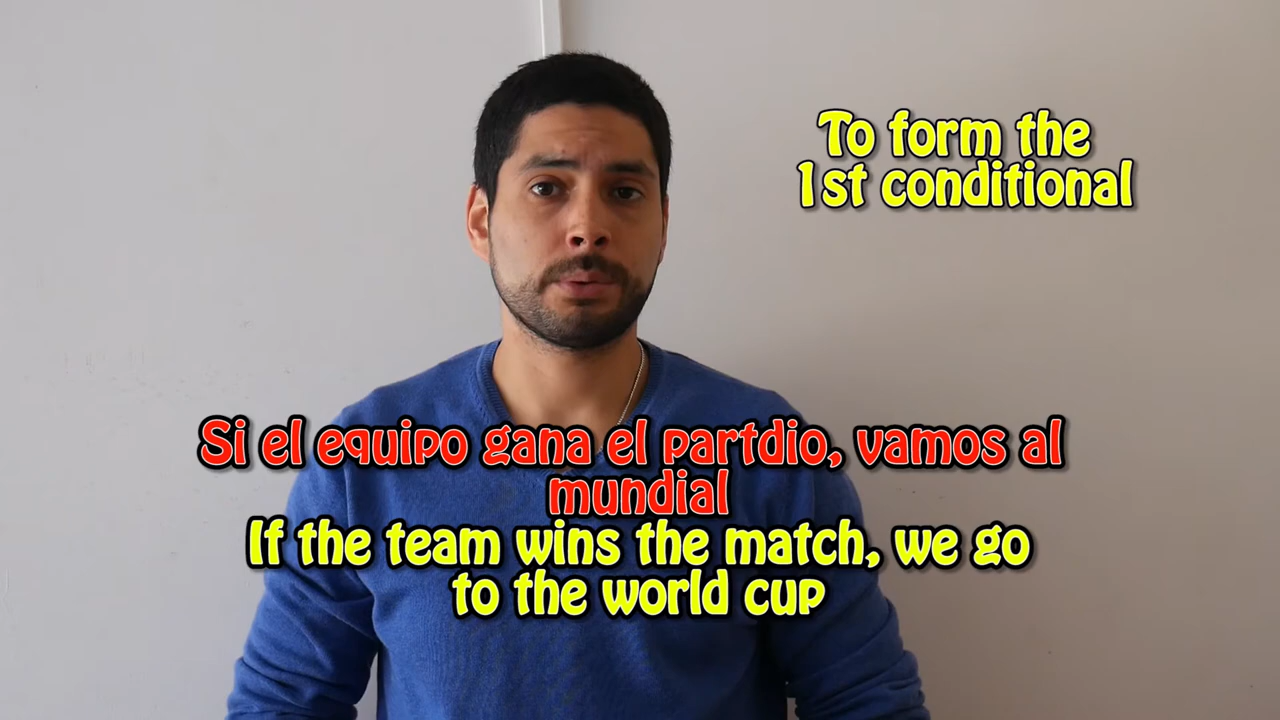 To form the
1st conditional
Si el equipo gana el partdio, vamos al
mundial
If the team wins the match, we go
to the world cup